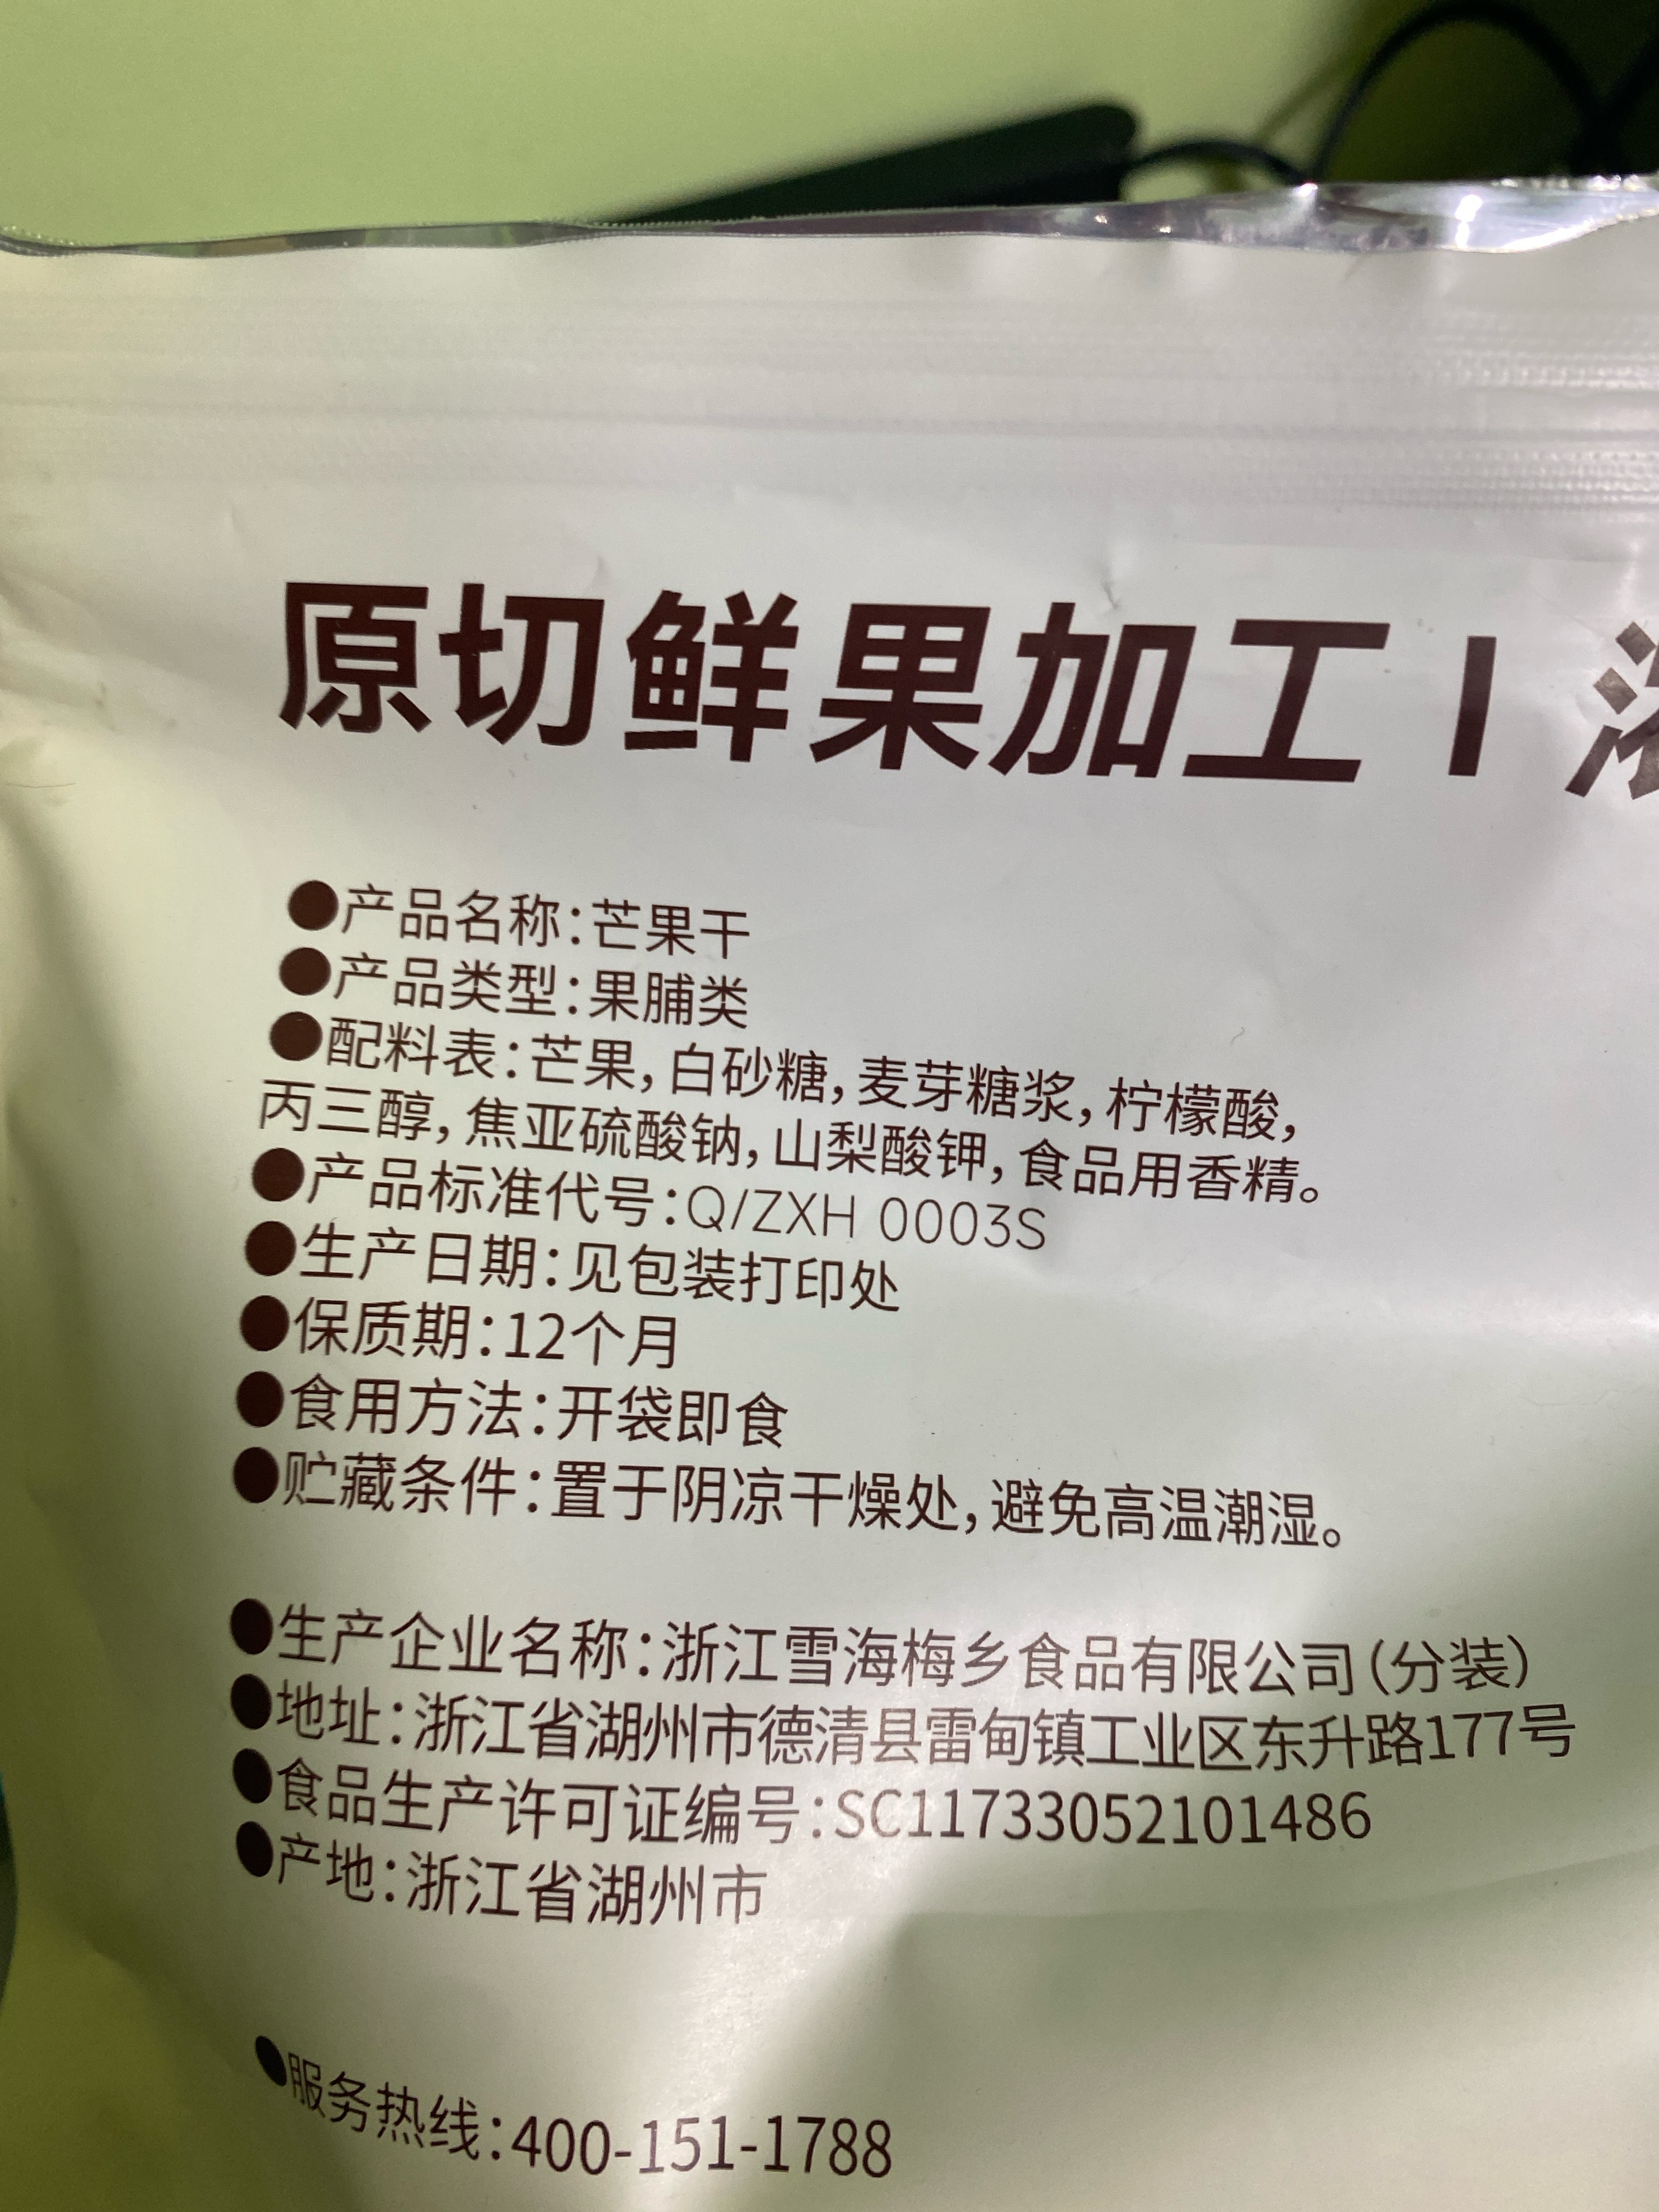 原切鲜果加工 |
●产品名称:芒果干
●产品类型:果脯类
●配料表:芒果,白砂糖,麦芽糖浆,柠檬酸,
丙三醇,焦亚硫酸钠,山梨酸钾,食品用香精。
●产品标准代号:Q/ZXH 0003S
●生产日期:见包装打印处
●保质期:12个月
●食用方法:开袋即食
●贮藏条件:置于阴凉干燥处,避免高温潮湿。
●生产企业名称:浙江雪海梅乡食品有限公司(分装)
●地址:浙江省湖州市德清县雷甸镇工业区东升路177号
●食品生产许可证编号:SC11733052101486
●产地:浙江省湖州市
●服务热线:400-151-1788